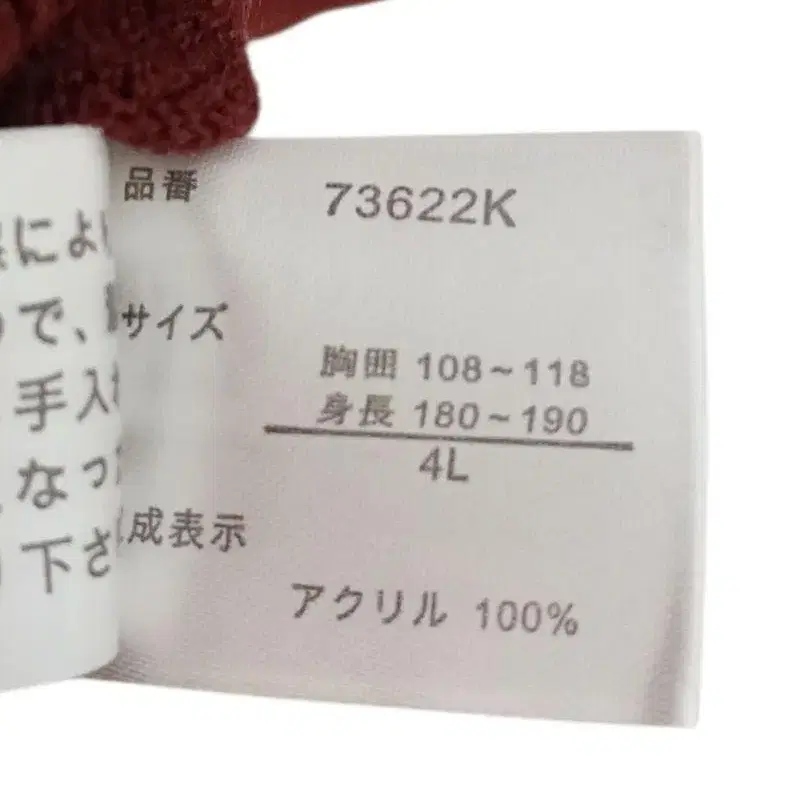 品番 73622K
サイズ
胸囲 108~118
身長 180~190
4L
成表示
アクリル 100%
によ
で、
手入
なっ
下さ